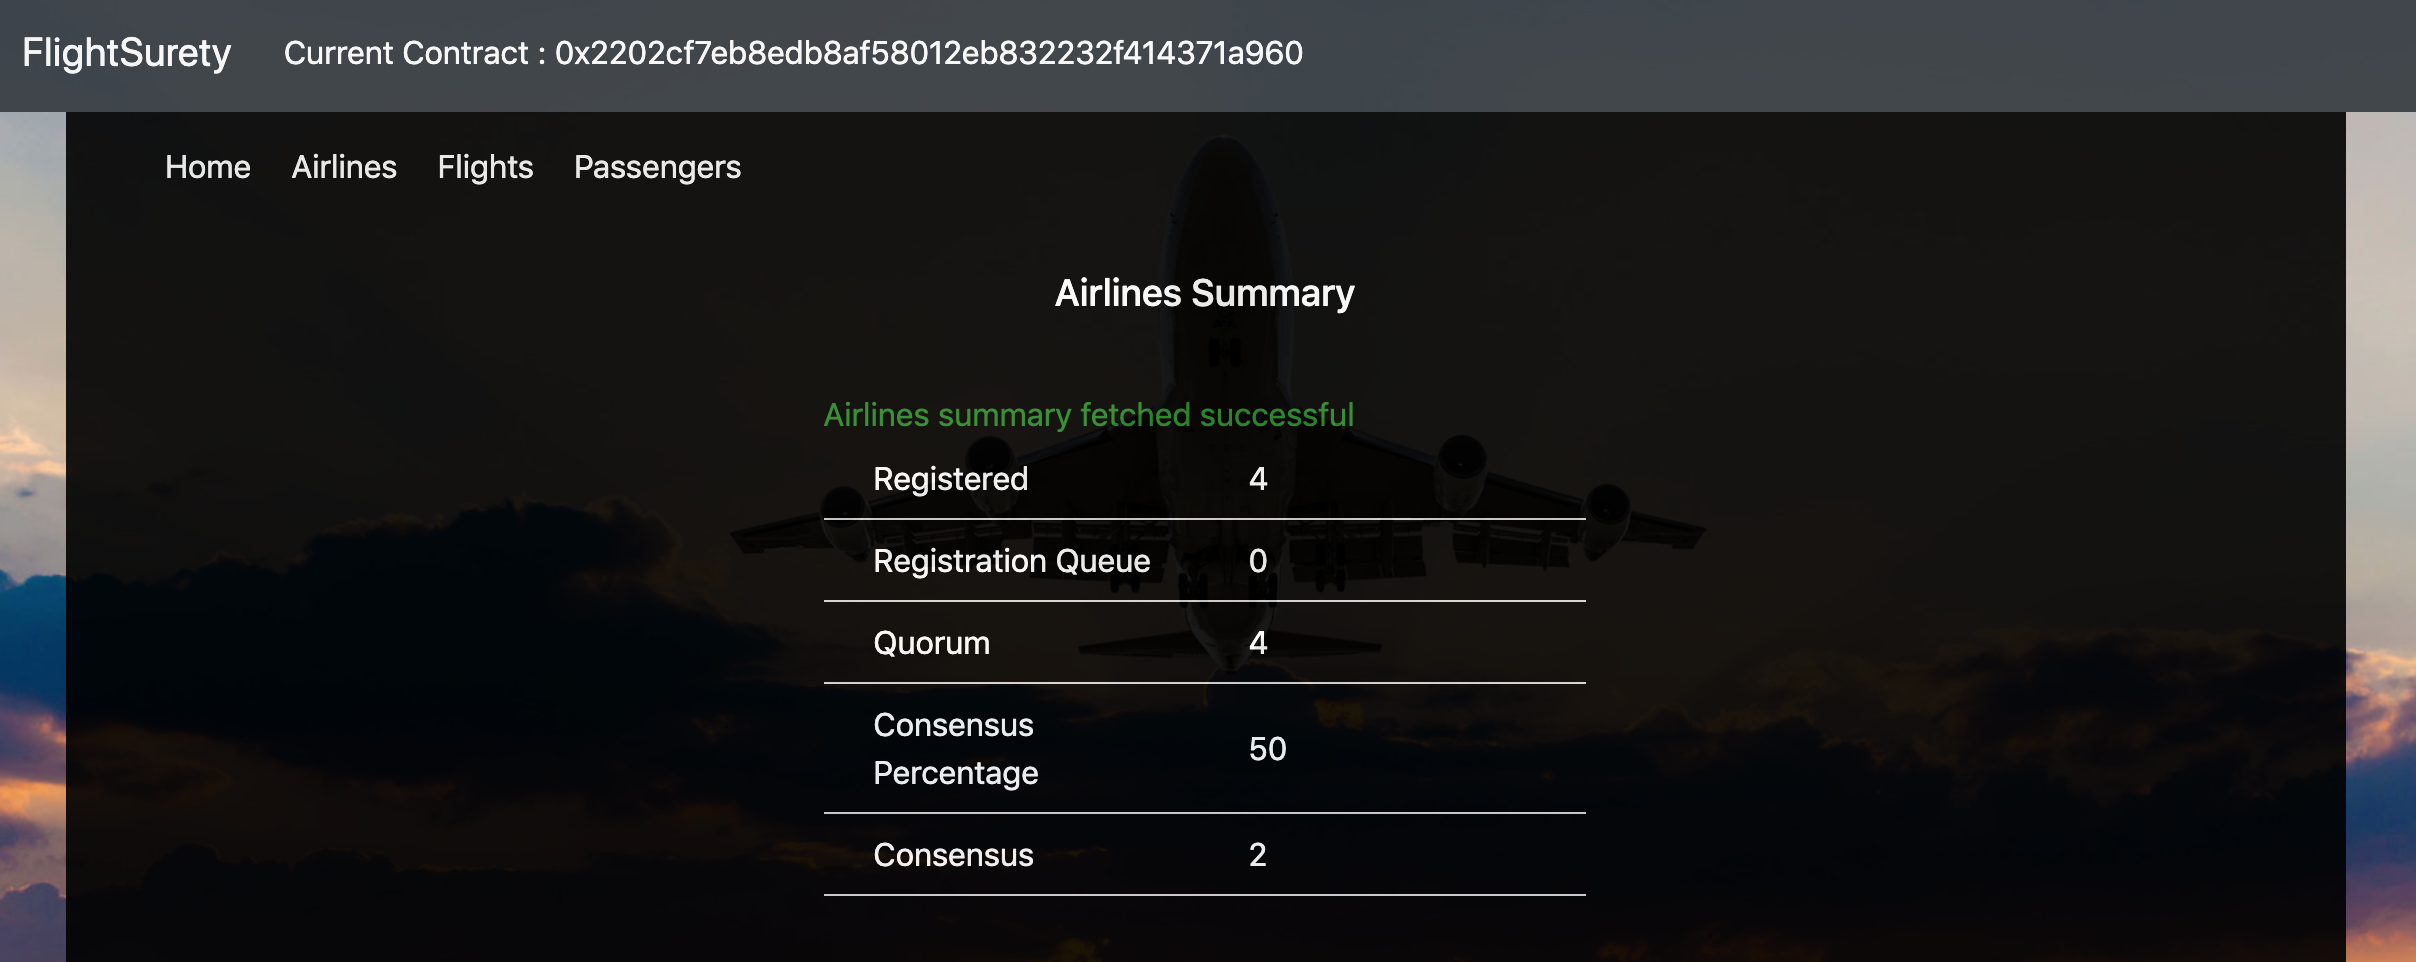 FlightSurety Current Contract : 0x2202cf7eb8edb8af58012eb832232f414371a960
Home Airlines Flights Passengers
Airlines Summary
Airlines summary fetched successful
Registered 4
Registration Queue 0
Quorum 4
Consensus
Percentage 50
Consensus 2